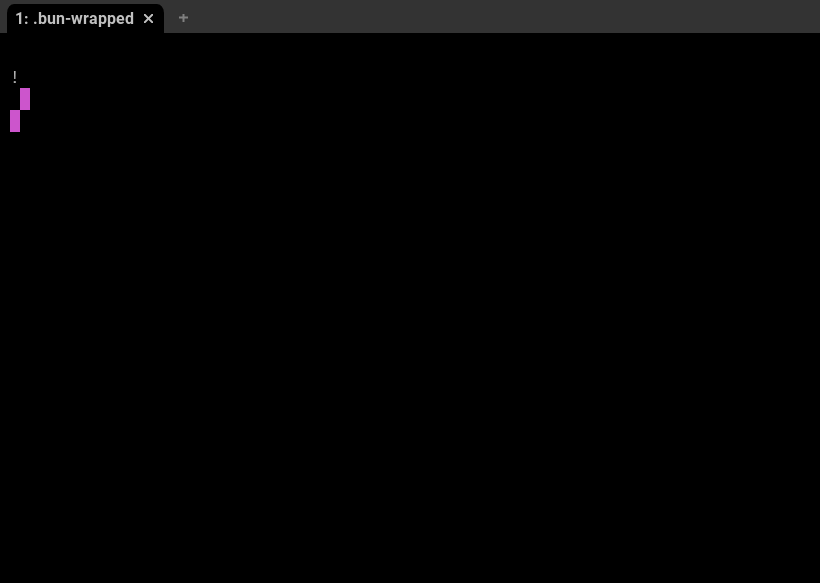 1: .bun-wrapped × +
!